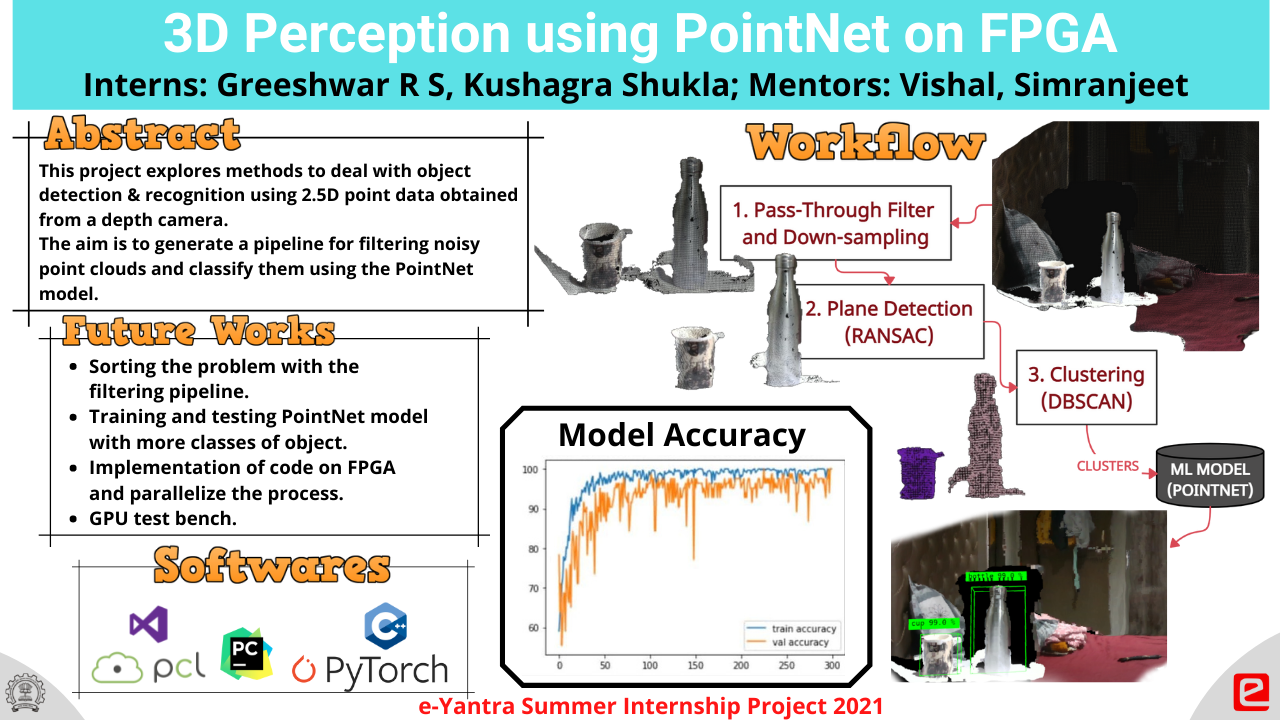 3D Perception using PointNet on FPGA
Interns: Greeshwar R S, Kushagra Shukla; Mentors: Vishal, Simranjeet
Abstract
This project explores methods to deal with object
detection & recognition using 2.5D point data obtained
from a depth camera.
The aim is to generate a pipeline for filtering noisy
point clouds and classify them using the PointNet
model.
Future Works
• Sorting the problem with the
filtering pipeline.
• Training and testing PointNet model
with more classes of object.
• Implementation of code on FPGA
and parallelize the process.
• GPU test bench.
Softwares
C++
pcl
PC
PyTorch
Workflow
1. Pass-Through Filter
and Down-sampling
2. Plane Detection
(RANSAC)
3. Clustering
(DBSCAN)
CLUSTERS
ML MODEL
(POINTNET)
bottle 99.0 %
cup 99.0 %
Model Accuracy
100
90
80
70
60
0
50
100
150
200
250
300
train accuracy
val accuracy
e-Yantra Summer Internship Project 2021
e